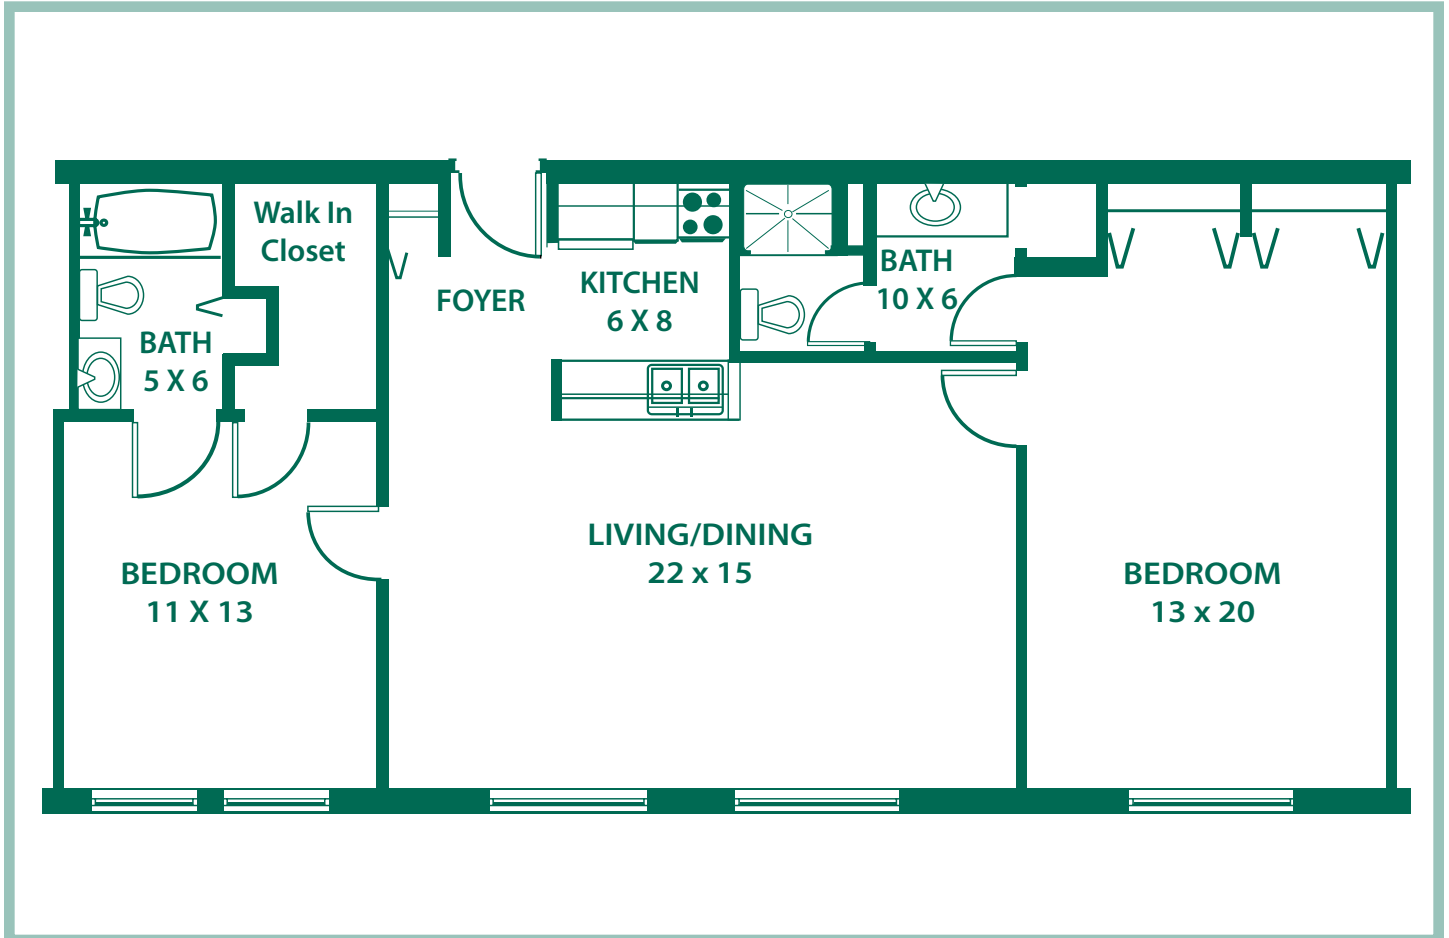 Walk In
Closet
BATH
5 X 6
FOYER
KITCHEN
6 X 8
BATH
10 X 6
BEDROOM
11 X 13
LIVING/DINING
22 x 15
BEDROOM
13 x 20